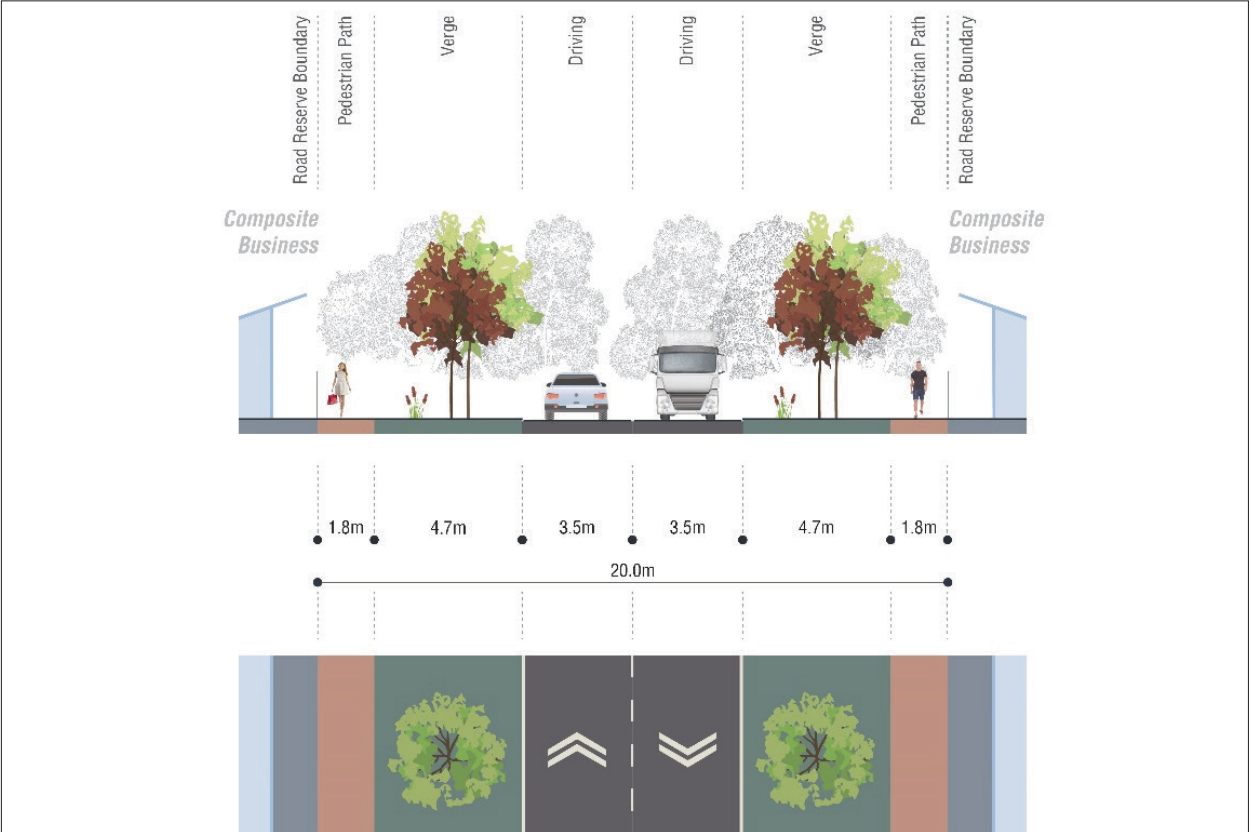 Road Reserve Boundary
Pedestrian Path
Verge
Driving
Driving
Verge
Pedestrian Path
Road Reserve Boundary
Composite
Business
Composite
Business
1.8m
4.7m
3.5m
3.5m
4.7m
1.8m
20.0m